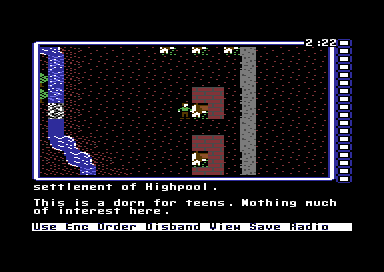 2:22
settlement of Highpool.
This is a dorm for teens. Nothing much
of interest here.
Use Enc Order Disband View Save Radio